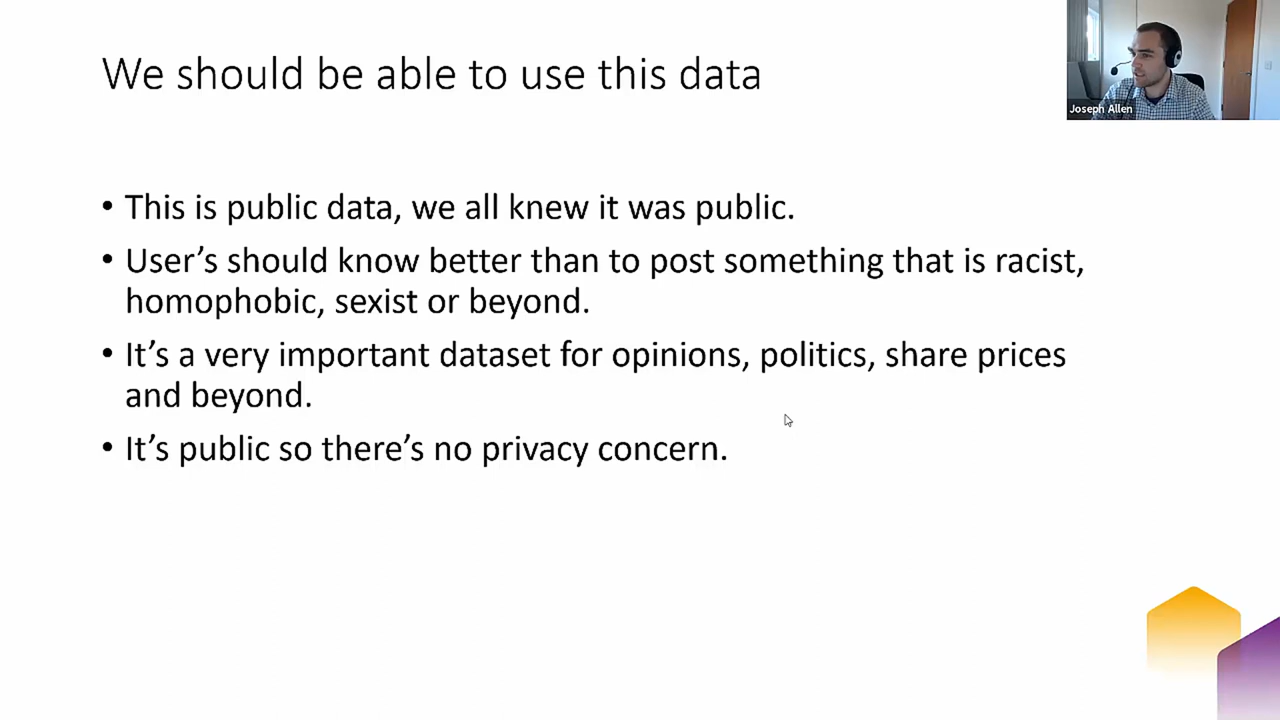 We should be able to use this data
Joseph Allen
• This is public data, we all knew it was public.
• User’s should know better than to post something that is racist,
homophobic, sexist or beyond.
• It’s a very important dataset for opinions, politics, share prices
and beyond.
• It’s public so there’s no privacy concern.